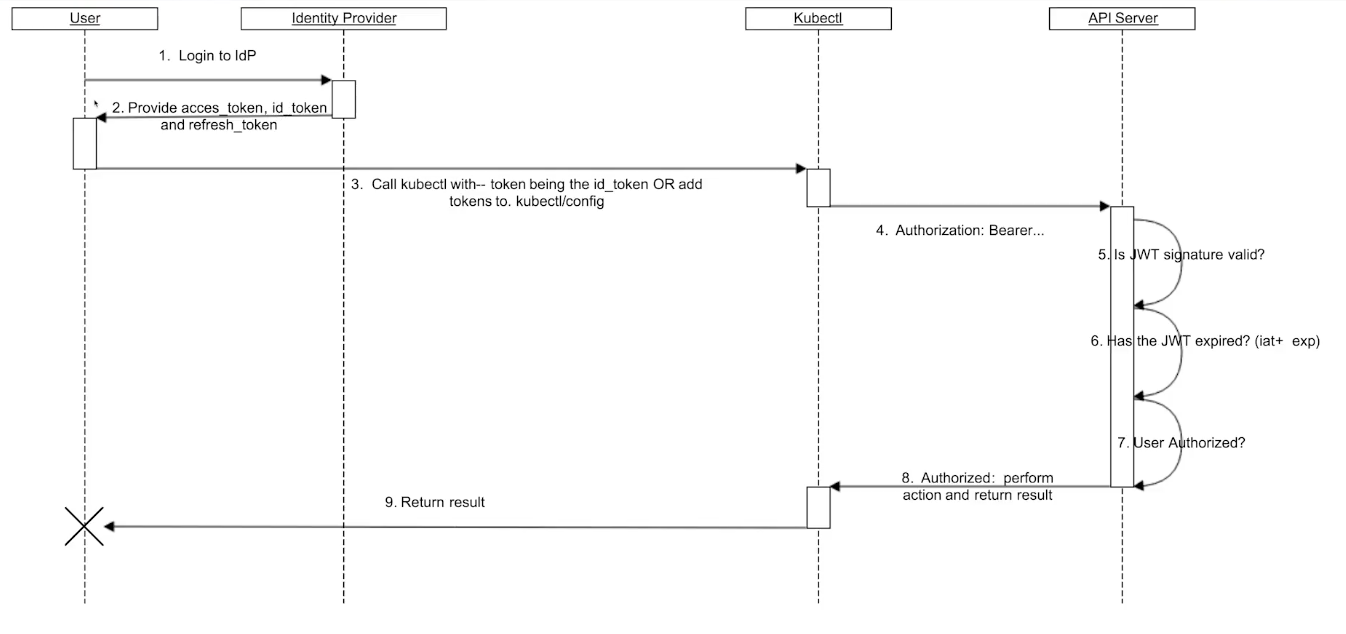 User
Identity Provider
Kubectl
API Server
1. Login to IdP
2. Provide acces_token, id_token
and refresh_token
3. Call kubectl with-- token being the id_token OR add
tokens to. kubectl/config
4. Authorization: Bearer...
5. Is JWT signature valid?
6. Has the JWT expired? (iat+ exp)
7. User Authorized?
8. Authorized: perform
action and return result
9. Return result